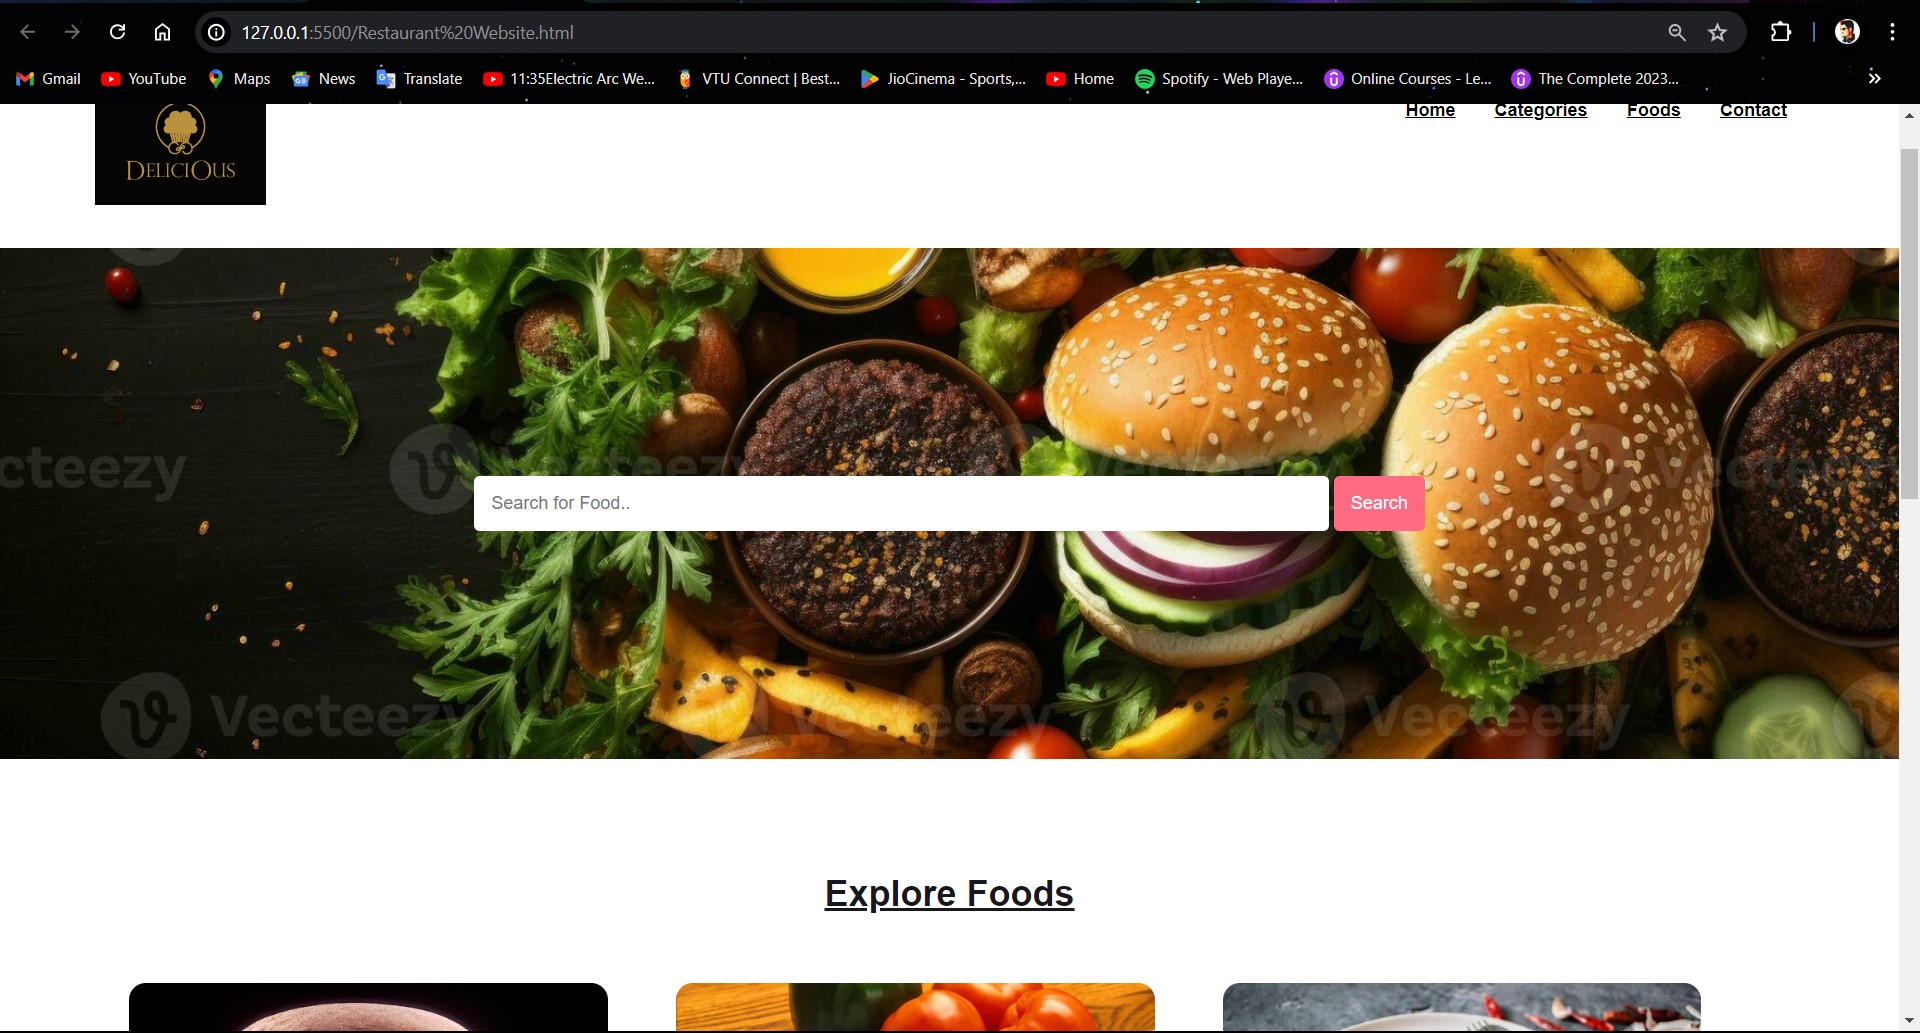 127.0.0.1:5500/Restaurant%20Website.html
Gmail YouTube Maps News Translate 11:35Electric Arc We... VTU Connect | Best... JioCinema - Sports,... Home Spotify - Web Playe... Online Courses - Le... The Complete 2023...
Home Categories Foods Contact
DELICIOUS
cteezy Vecteezy Vecteezy Vecteezy
Search for Food.. Search
Vecteezy Vecteezy Vecteezy
Explore Foods